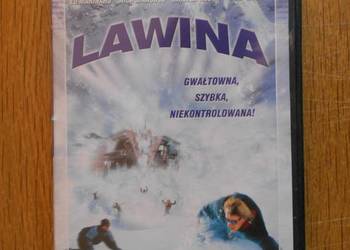 LAWINA
GWAŁTOWNA,
SZYBKA,
NIEKONTROLOWANA!